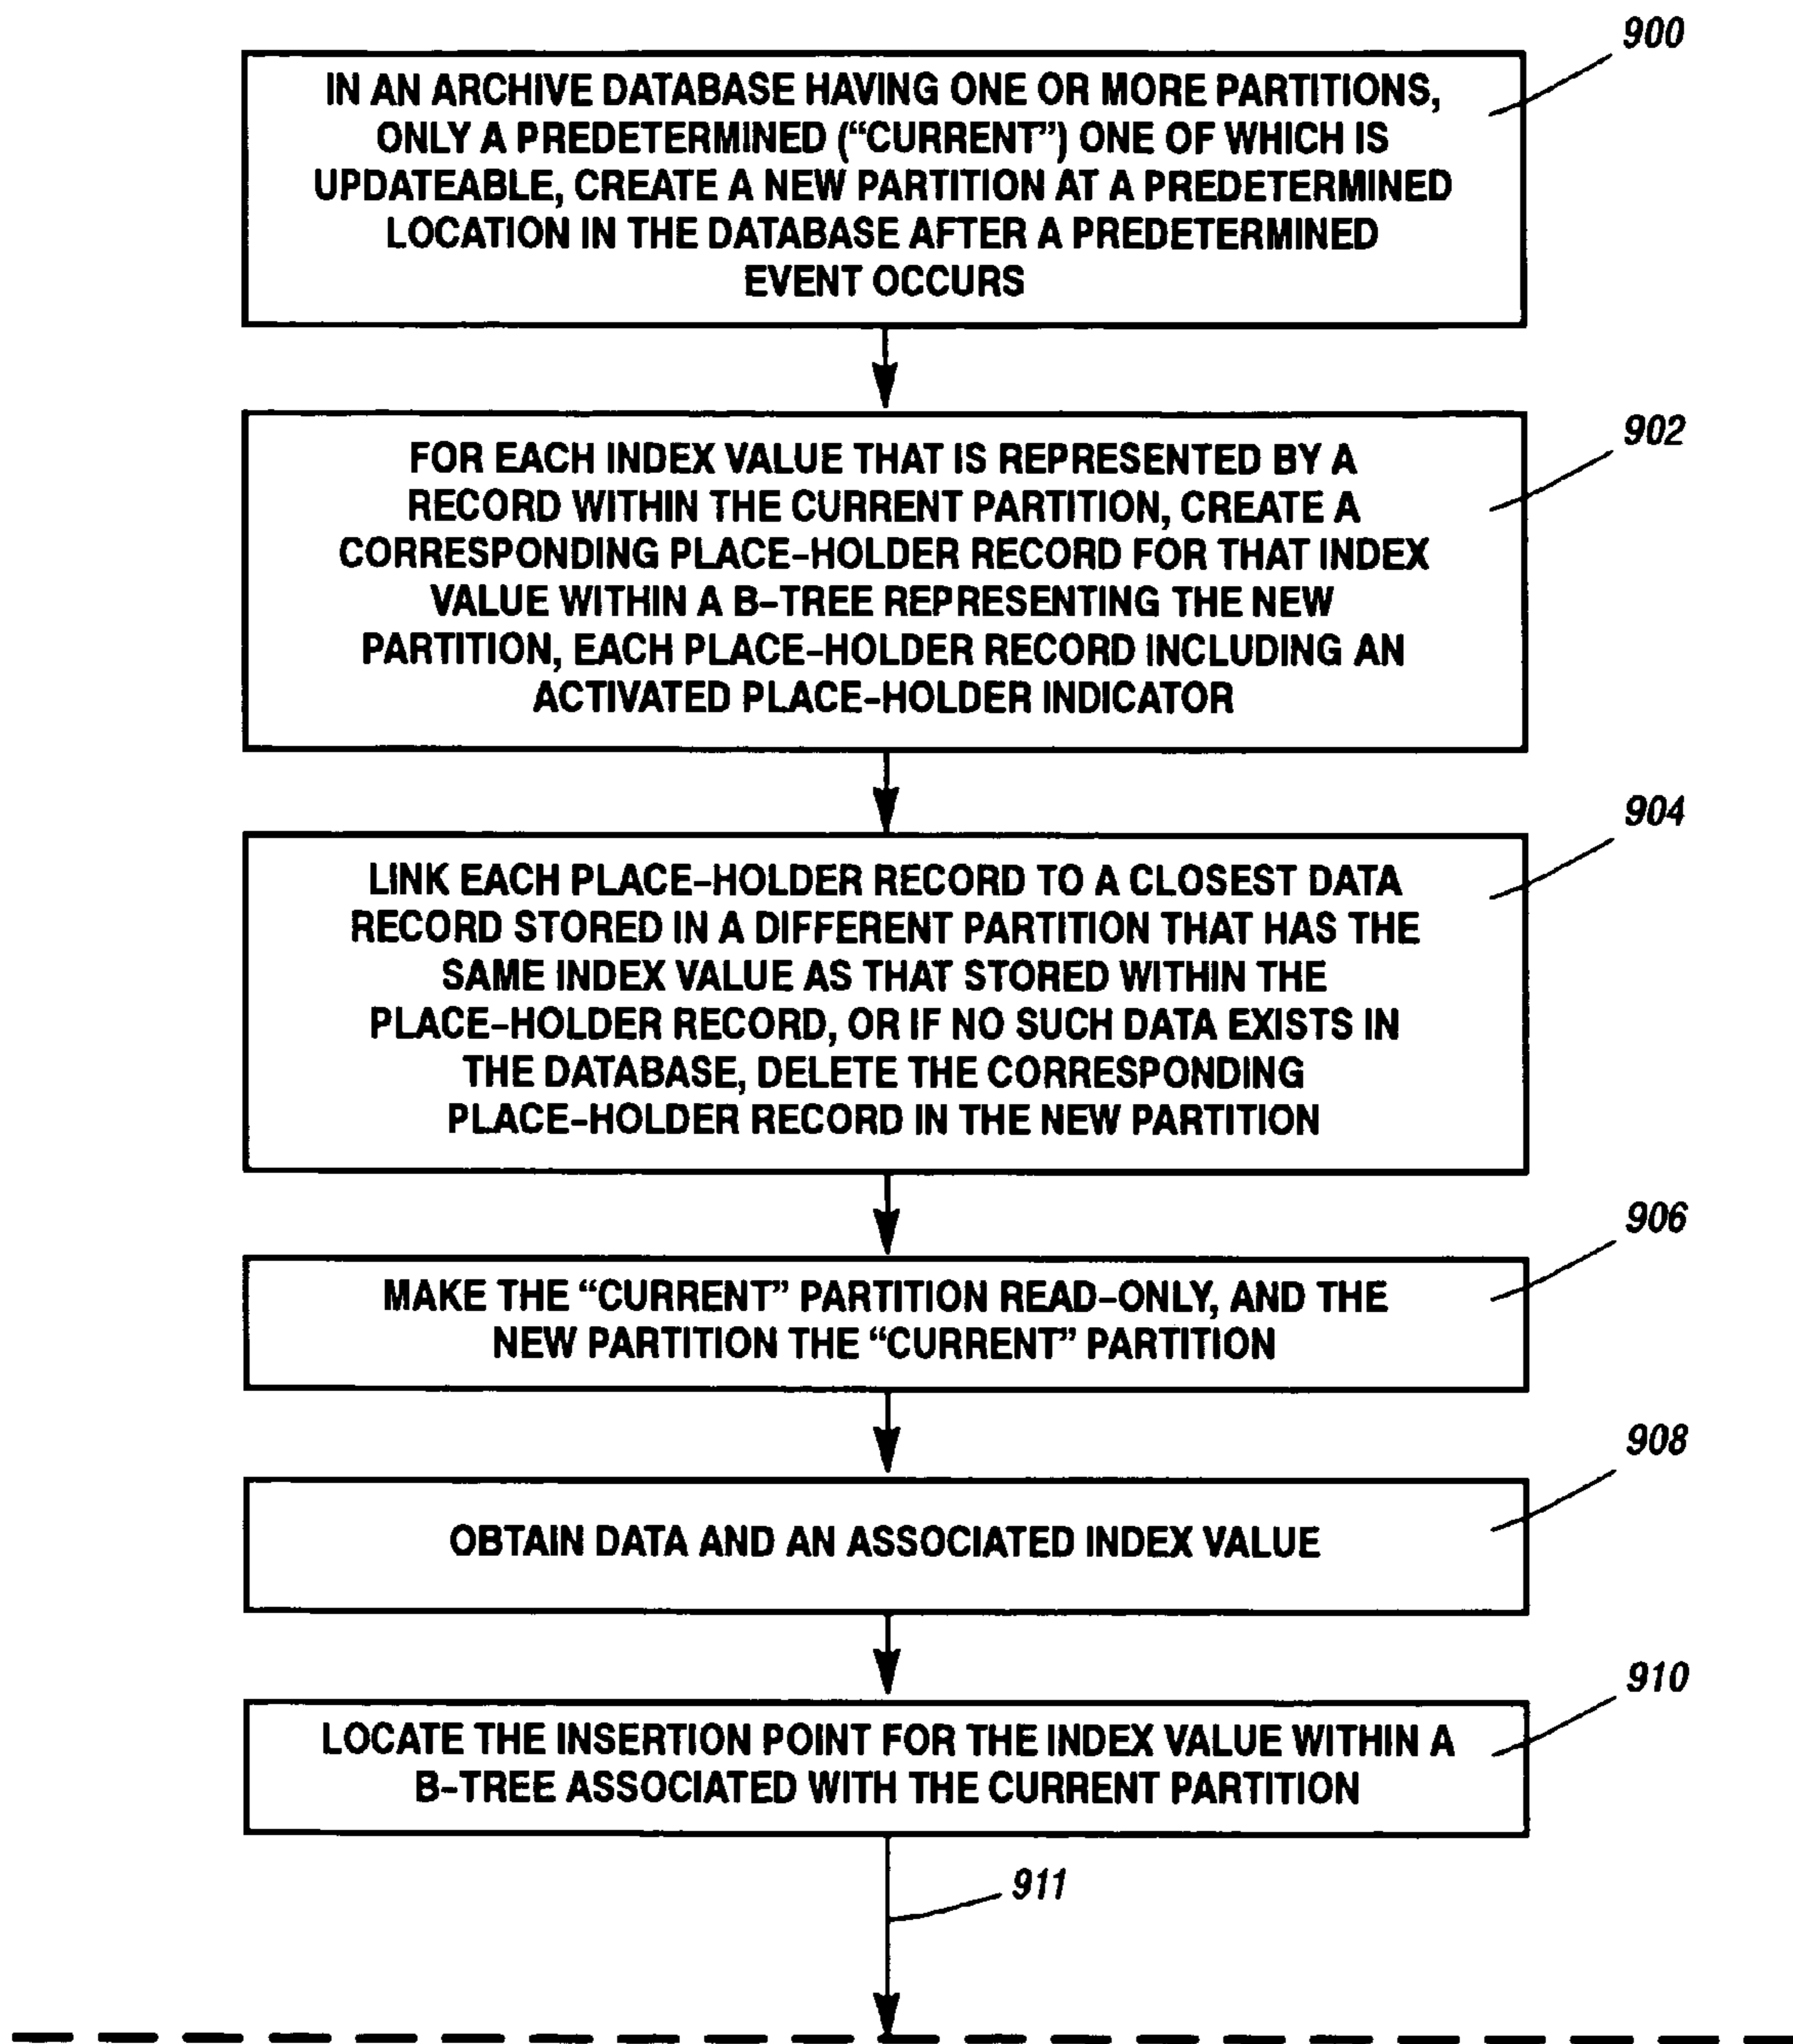 900
IN AN ARCHIVE DATABASE HAVING ONE OR MORE PARTITIONS,
ONLY A PREDETERMINED (“CURRENT”) ONE OF WHICH IS
UPDATEABLE, CREATE A NEW PARTITION AT A PREDETERMINED
LOCATION IN THE DATABASE AFTER A PREDETERMINED
EVENT OCCURS
902
FOR EACH INDEX VALUE THAT IS REPRESENTED BY A
RECORD WITHIN THE CURRENT PARTITION, CREATE A
CORRESPONDING PLACE-HOLDER RECORD FOR THAT INDEX
VALUE WITHIN A B-TREE REPRESENTING THE NEW
PARTITION, EACH PLACE-HOLDER RECORD INCLUDING AN
ACTIVATED PLACE-HOLDER INDICATOR
904
LINK EACH PLACE-HOLDER RECORD TO A CLOSEST DATA
RECORD STORED IN A DIFFERENT PARTITION THAT HAS THE
SAME INDEX VALUE AS THAT STORED WITHIN THE
PLACE-HOLDER RECORD, OR IF NO SUCH DATA EXISTS IN
THE DATABASE, DELETE THE CORRESPONDING
PLACE-HOLDER RECORD IN THE NEW PARTITION
906
MAKE THE “CURRENT” PARTITION READ-ONLY, AND THE
NEW PARTITION THE “CURRENT” PARTITION
908
OBTAIN DATA AND AN ASSOCIATED INDEX VALUE
910
LOCATE THE INSERTION POINT FOR THE INDEX VALUE WITHIN A
B-TREE ASSOCIATED WITH THE CURRENT PARTITION
911